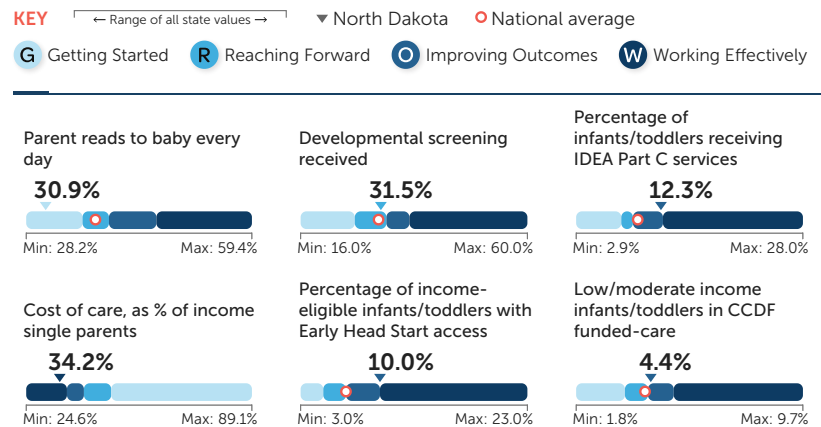 KEY ← Range of all state values → North Dakota National average
G Getting Started R Reaching Forward O Improving Outcomes W Working Effectively
Parent reads to baby every
day
30.9%
Min: 28.2% Max: 59.4%
Developmental screening
received
31.5%
Min: 16.0% Max: 60.0%
Percentage of
infants/toddlers receiving
IDEA Part C services
12.3%
Min: 2.9% Max: 28.0%
Cost of care, as % of income
single parents
34.2%
Min: 24.6% Max: 89.1%
Percentage of income-
eligible infants/toddlers with
Early Head Start access
10.0%
Min: 3.0% Max: 23.0%
Low/moderate income
infants/toddlers in CCDF
funded-care
4.4%
Min: 1.8% Max: 9.7%